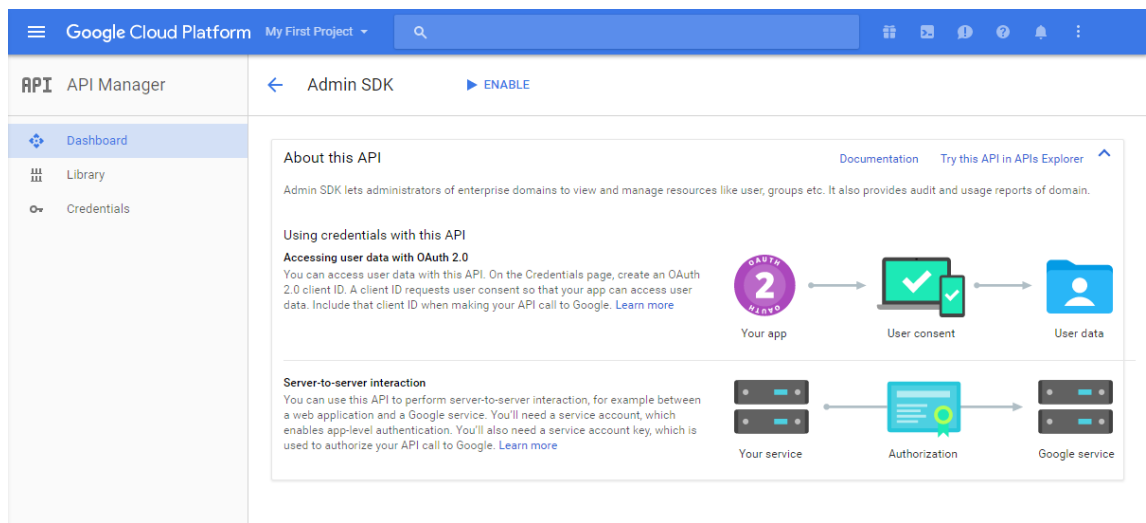 Google Cloud Platform My First Project
API API Manager
Admin SDK
ENABLE
Dashboard
Library
Credentials
About this API
Documentation
Try this API in APIs Explorer
Admin SDK lets administrators of enterprise domains to view and manage resources like user, groups etc. It also provides audit and usage reports of domain.
Using credentials with this API
Accessing user data with OAuth 2.0
You can access user data with this API. On the Credentials page, create an OAuth
2.0 client ID. A client ID requests user consent so that your app can access user
data. Include that client ID when making your API call to Google. Learn more
OAUTH
2
OAUTH
Your app
User consent
User data
Server-to-server interaction
You can use this API to perform server-to-server interaction, for example between
a web application and a Google service. You'll need a service account, which
enables app-level authentication. You'll also need a service account key, which is
used to authorize your API call to Google. Learn more
Your service
Authorization
Google service